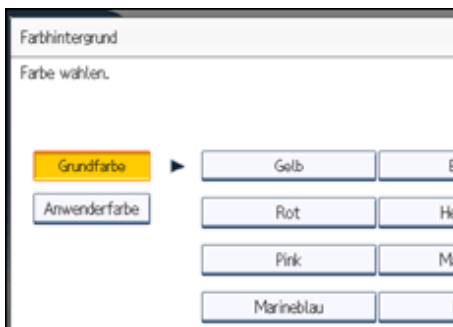 Farbhintergrund
Farbe wählen.
Grundfarbe
Gelb
Anwenderfarbe
Rot
Pink
Marineblau